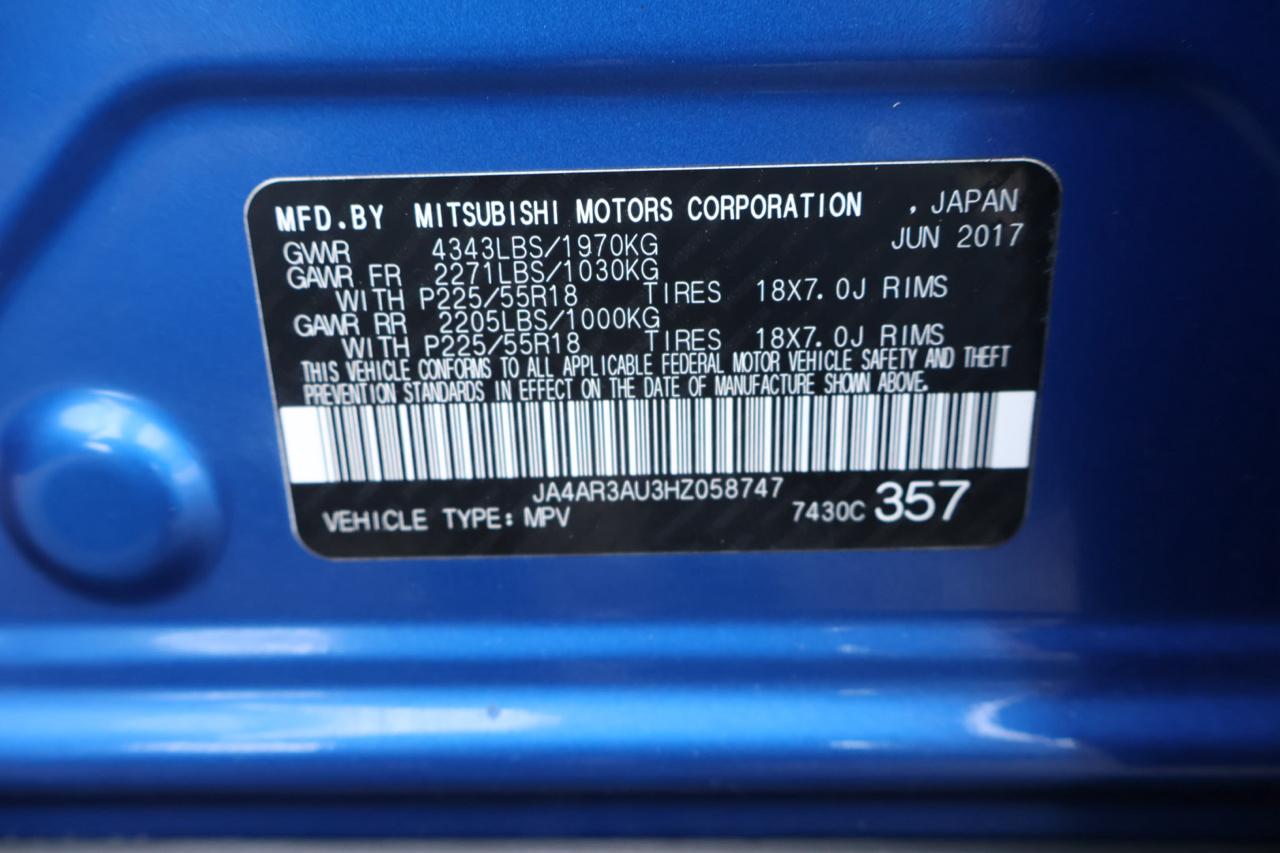 MFD.BY MITSUBISHI MOTORS CORPORATION , JAPAN
GVWR 4343LBS/1970KG JUN 2017
GAWR FR 2271LBS/1030KG
WITH P225/55R18 TIRES 18X7.0J RIMS
GAWR RR 2205LBS/1000KG
WITH P225/55R18 TIRES 18X7.0J RIMS
THIS VEHICLE CONFORMS TO ALL APPLICABLE FEDERAL MOTOR VEHICLE SAFETY AND THEFT
PREVENTION STANDARDS IN EFFECT ON THE DATE OF MANUFACTURE SHOWN ABOVE.
JA4AR3AU3HZ058747
VEHICLE TYPE: MPV 7430C 357